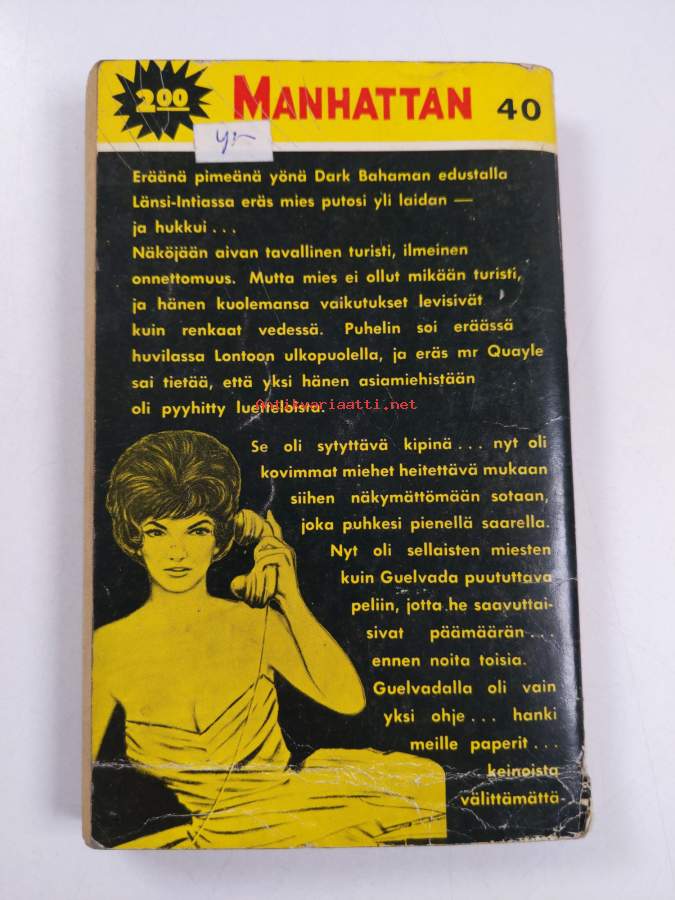 2.00 MANHATTAN 40
yr
Eräänä pimeänä yönä Dark Bahaman edustalla
Länsi-Intiassa eräs mies putosi yli laidan —
ja hukkui...
Näköjään aivan tavallinen turisti, ilmeinen
onnettomuus. Mutta mies ei ollut mikään turisti,
ja hänen kuolemansa vaikutukset levisivät
kuin renkaat vedessä. Puhelin soi eräässä
huvilassa Lontoon ulkopuolella, ja eräs mr Quayle
sai tietää, että yksi hänen asiamiehistään
oli pyyhitty luetteloista.
Antikvariaatti.net
Se oli sytyttävä kipinä... nyt oli
kovimmat miehet heitettävä mukaan
siihen näkymättömään sotaan,
joka puhkesi pienellä saarella.
Nyt oli sellaisten miesten
kuin Guelvada puututtava
peliin, jotta he saavuttai-
sivat päämäärän...
ennen noita toisia.
Guelvadalla oli vain
yksi ohje... hanki
meille paperit...
keinoista
välittämättä-